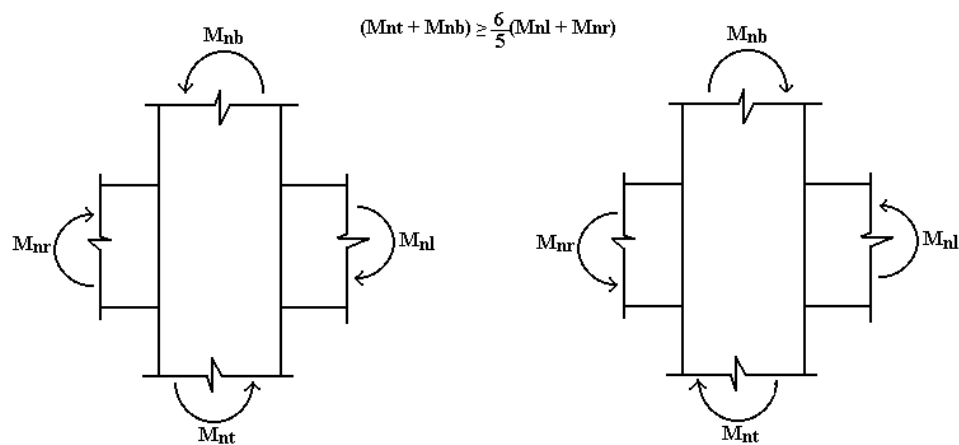 (Mnt + Mnb) ≥ 6/5 (Mnl + Mnr)
Mnb
Mnb
Mnr
Mnl
Mnr
Mnl
Mnt
Mnt